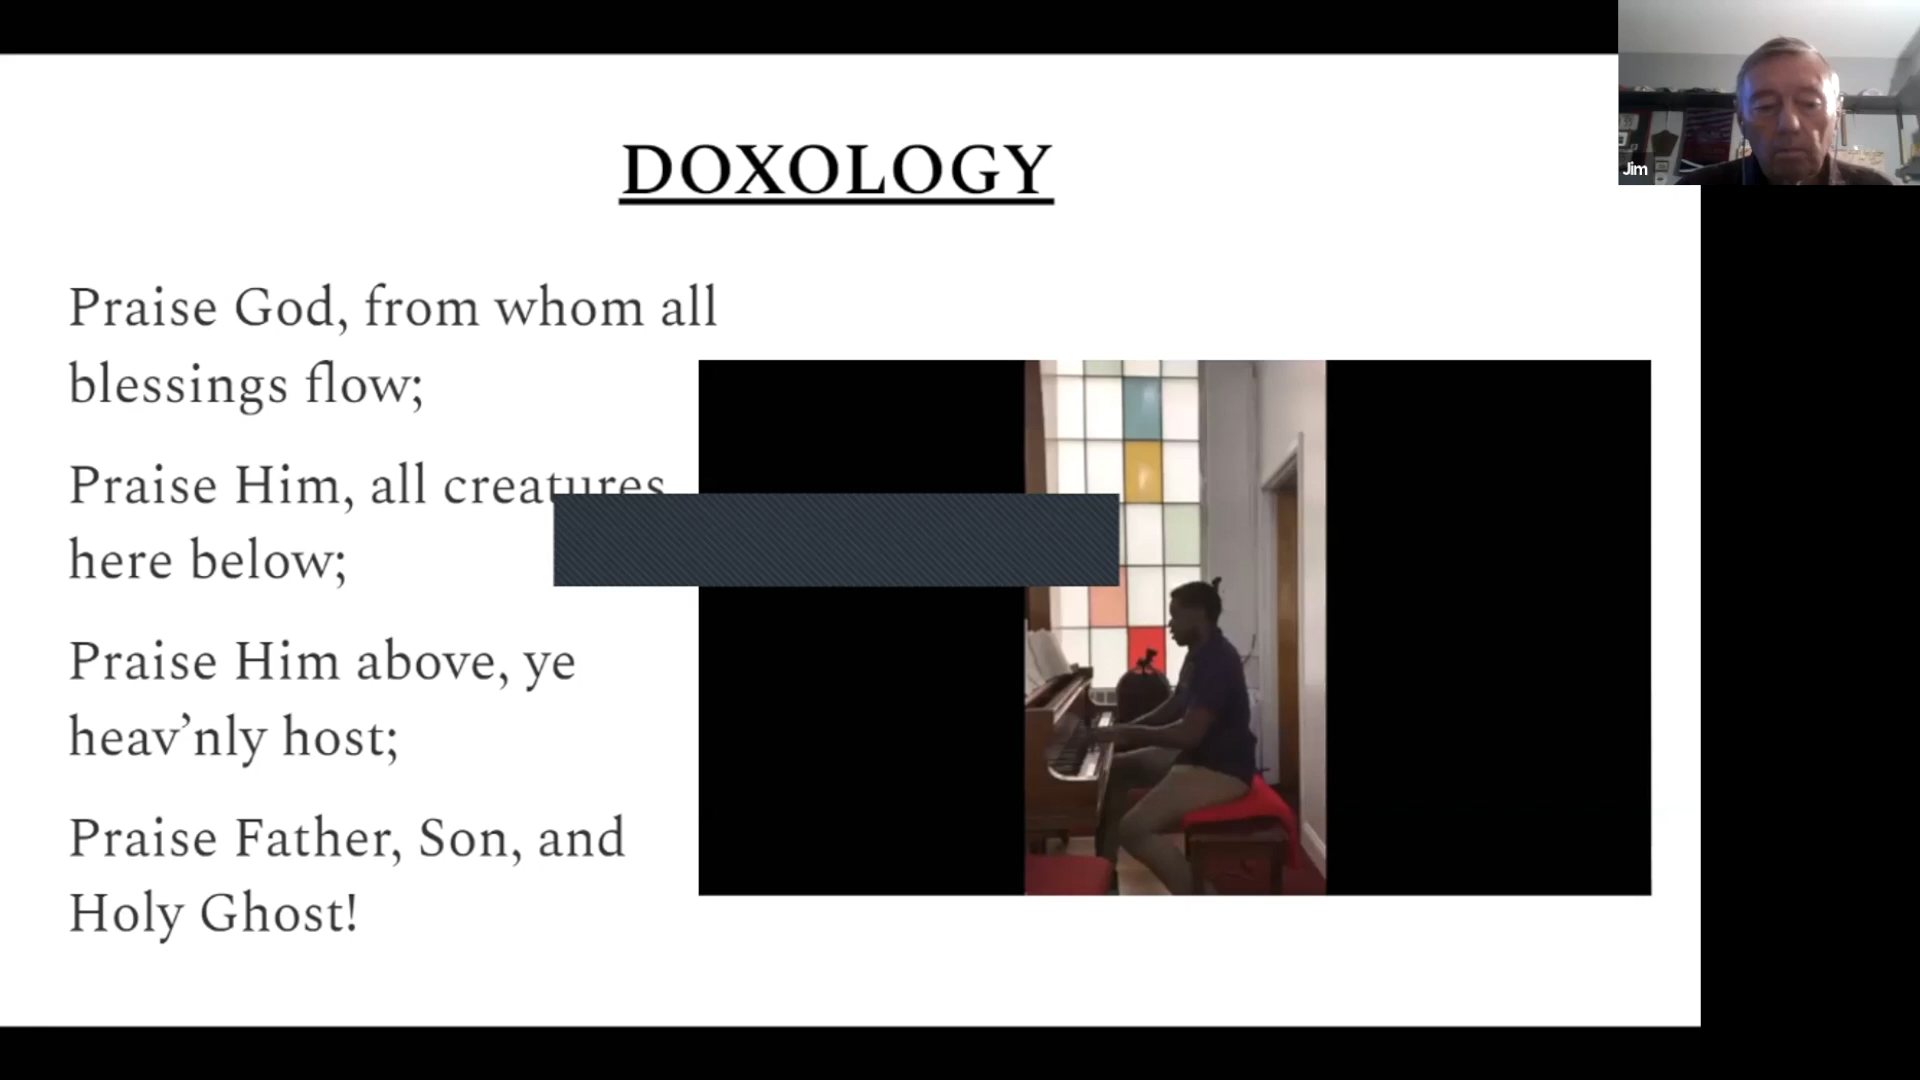 DOXOLOGY
Praise God, from whom all
blessings flow;
Praise Him, all creatures
here below;
Praise Him above, ye
heav’nly host;
Praise Father, Son, and
Holy Ghost!
Jim